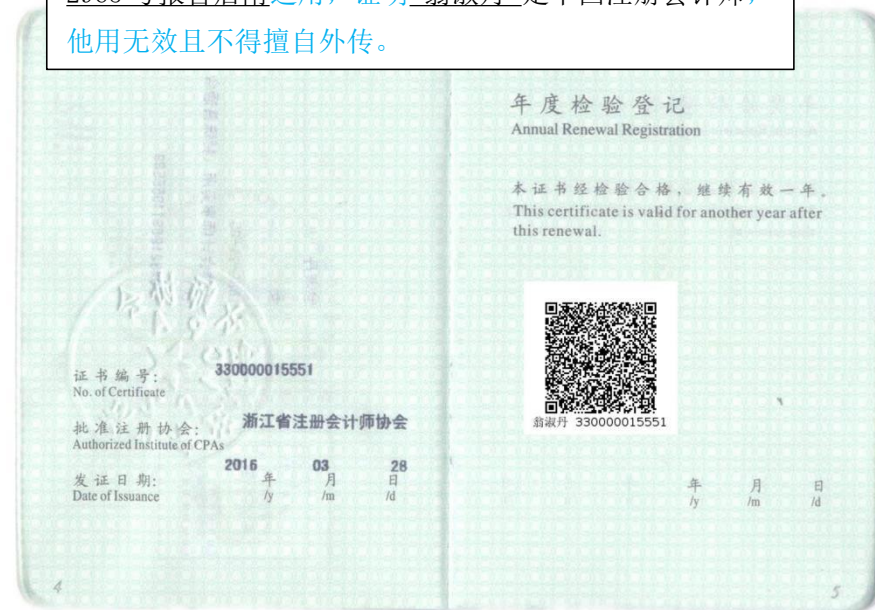 他用无效且不得擅自外传。
证书编号: 330000015551
No. of Certificate
批准注册协会: 浙江省注册会计师协会
Authorized Institute of CPAs
发证日期: 2016 年 03 月 28 日
Date of Issuance /y /m /d
4
年度检验登记
Annual Renewal Registration
本证书经检验合格，继续有效一年。
This certificate is valid for another year after
this renewal.
翁淑丹 330000015551
年 月 日
/y /m /d
5